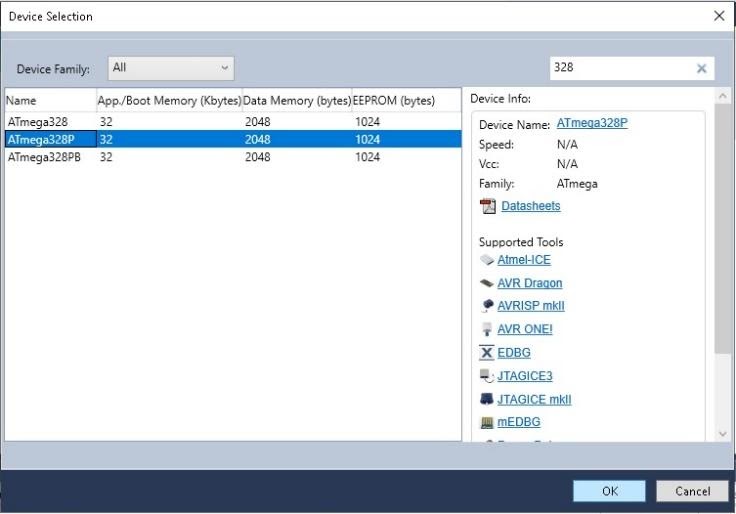 Device Selection
Device Family: All 328
Name App./Boot Memory (Kbytes) Data Memory (bytes) EEPROM (bytes)
ATmega328 32 2048 1024
ATmega328P 32 2048 1024
ATmega328PB 32 2048 1024
Device Info:
Device Name: ATmega328P
Speed: N/A
Vcc: N/A
Family: ATmega
Datasheets
Supported Tools
Atmel-ICE
AVR Dragon
AVRISP mkII
AVR ONE!
EDBG
JTAGICE3
JTAGICE mkII
mEDBG
OK Cancel